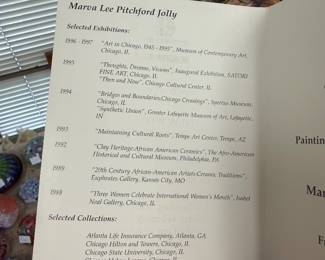 Marva Lee Pitchford Jolly
Selected Exhibitions:
1996 - 1997 "Art in Chicago, 1945 - 1995", Museum of Contemporary Art,
Chicago, IL
1995 "Thoughts, Dreams, Visions", Inaugural Exhibition, SATORI
FINE ART, Chicago, IL
"Then and Now", Chicago Cultural Center, IL
1994 "Bridges and Boundaries:Chicago Crossings", Spertus Museum,
Chicago, IL
"Synthetic Union", Greater Lafayette Museum of Art, Lafayette,
IN
1993 "Maintaining Cultural Roots", Tempe Art Center, Tempe, AZ
1992 "Clay Heritage:African American Ceramics", The Afro-American
Historical and Cultural Museum, Philadelphia, PA
1989 "20th Century African-American Artists:Ceramic Traditions",
Euphrates Gallery, Kansas City, MO
1988 "Three Women Celebrate International Women's Month", Isobel
Neal Gallery, Chicago, IL
Selected Collections:
Atlanta Life Insurance Company, Atlanta, GA
Chicago Hilton and Towers, Chicago, IL
Chicago State University, Chicago, IL
Painting
Mar
F